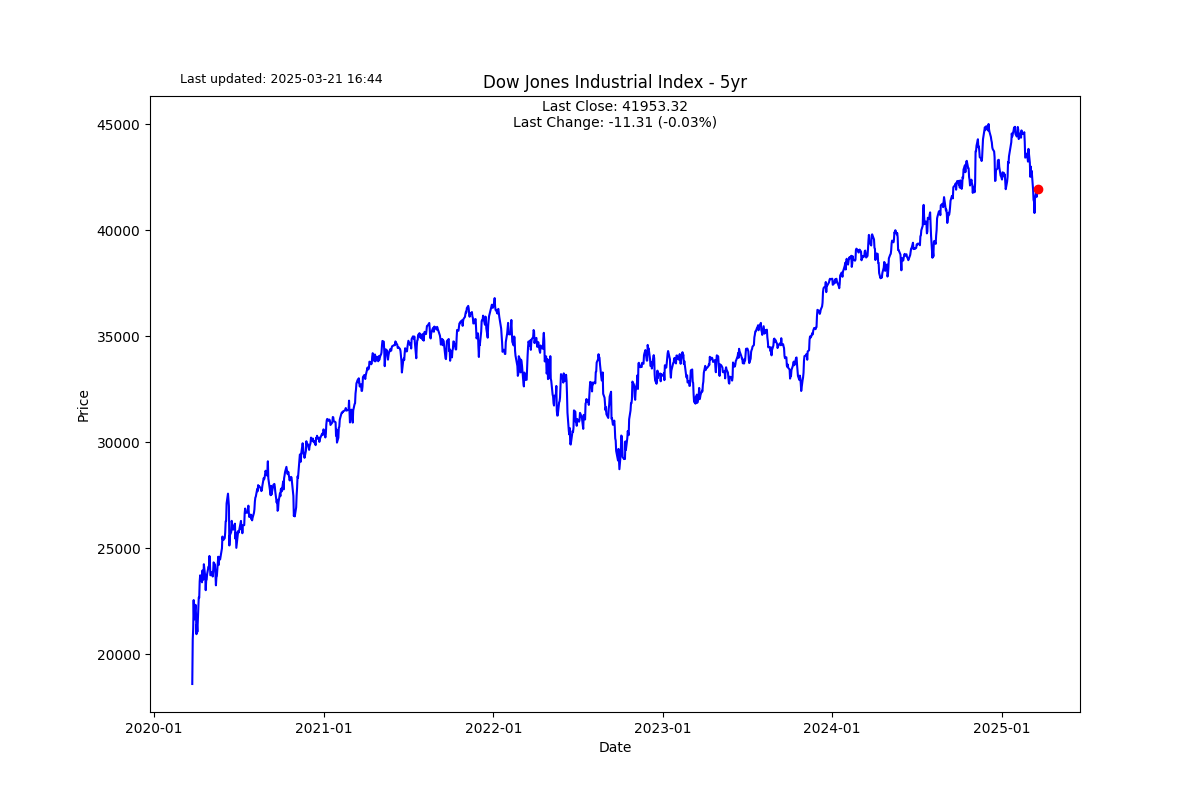 Last updated: 2025-03-21 16:44
Dow Jones Industrial Index - 5yr
Last Close: 41953.32
Last Change: -11.31 (-0.03%)
45000
40000
35000
30000
25000
20000
Price
2020-01
2021-01
2022-01
2023-01
2024-01
2025-01
Date